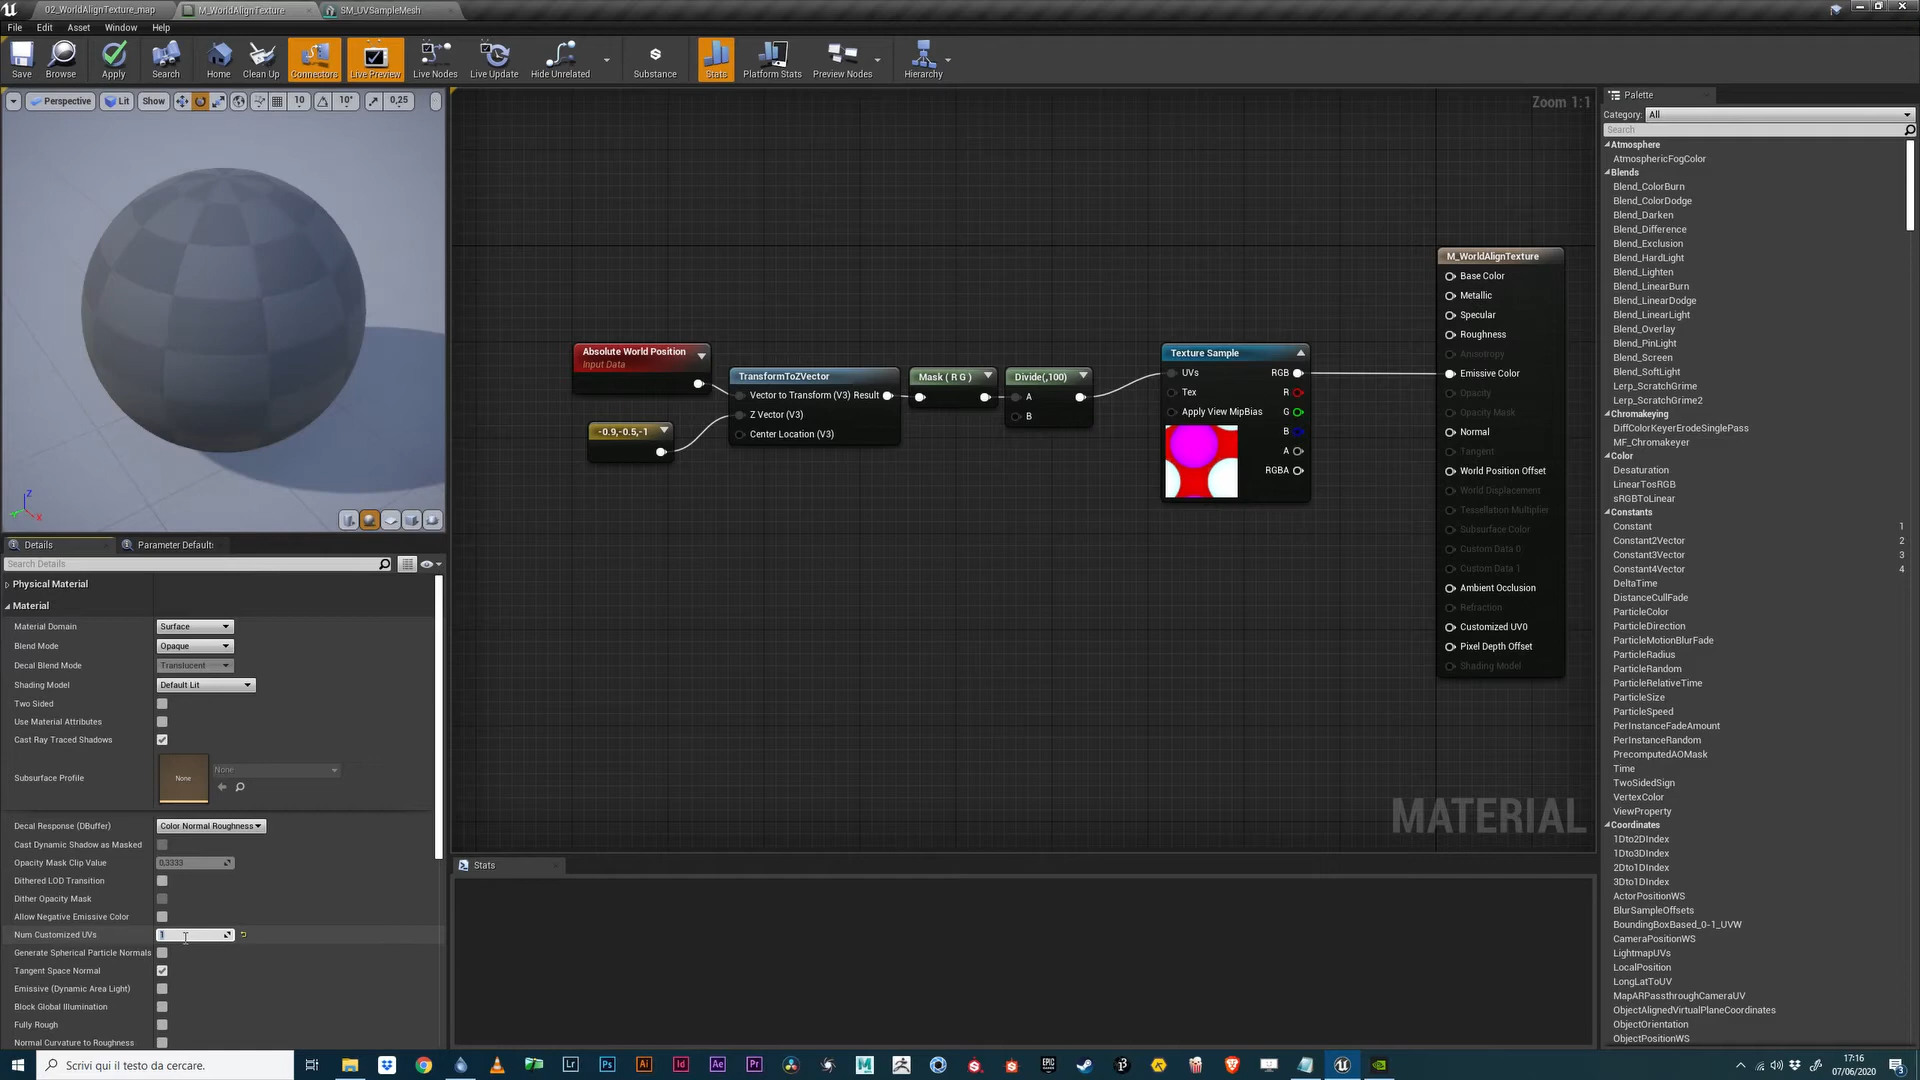 02_WorldAlignTexture_map
M_WorldAlignTexture
SM_UVSampleMesh
File
Edit
Asset
Window
Help
Save
Browse
Apply
Search
Home
Clean Up
Connectors
Live Preview
Live Nodes
Live Update
Hide Unrelated
Substance
Stats
Platform Stats
Preview Nodes
Hierarchy
Perspective
Lit
Show
10
10°
0,25
Zoom 1:1
Absolute World Position
Input Data
-0.9,-0.5,-1
TransformToZVector
Vector to Transform (V3) Result
Z Vector (V3)
Center Location (V3)
Mask ( R G )
Divide(,100)
A
B
Texture Sample
UVs
RGB
Tex
R
Apply View MipBias
G
B
A
RGBA
M_WorldAlignTexture
Base Color
Metallic
Specular
Roughness
Anisotropy
Emissive Color
Opacity
Opacity Mask
Normal
Tangent
World Position Offset
World Displacement
Tessellation Multiplier
Subsurface Color
Custom Data 0
Custom Data 1
Ambient Occlusion
Refraction
Customized UV0
Pixel Depth Offset
Shading Model
MATERIAL
Stats
Z
X
Details
Parameter Default:
Search Details
Physical Material
Material
Material Domain
Surface
Blend Mode
Opaque
Decal Blend Mode
Translucent
Shading Model
Default Lit
Two Sided
Use Material Attributes
Cast Ray Traced Shadows
Subsurface Profile
None
None
Decal Response (DBuffer)
Color Normal Roughness
Cast Dynamic Shadow as Masked
Opacity Mask Clip Value
0,3333
Dithered LOD Transition
Dither Opacity Mask
Allow Negative Emissive Color
Num Customized UVs
1
Generate Spherical Particle Normals
Tangent Space Normal
Emissive (Dynamic Area Light)
Block Global Illumination
Fully Rough
Normal Curvature to Roughness
Palette
Category:
All
Search
Atmosphere
AtmosphericFogColor
Blends
Blend_ColorBurn
Blend_ColorDodge
Blend_Darken
Blend_Difference
Blend_Exclusion
Blend_HardLight
Blend_Lighten
Blend_LinearBurn
Blend_LinearDodge
Blend_LinearLight
Blend_Overlay
Blend_PinLight
Blend_Screen
Blend_SoftLight
Lerp_ScratchGrime
Lerp_ScratchGrime2
Chromakeying
DiffColorKeyerErodeSinglePass
MF_Chromakeyer
Color
Desaturation
LinearTosRGB
sRGBToLinear
Constants
Constant 1
Constant2Vector 2
Constant3Vector 3
Constant4Vector 4
DeltaTime
DistanceCullFade
ParticleColor
ParticleDirection
ParticleMotionBlurFade
ParticleRadius
ParticleRandom
ParticleRelativeTime
ParticleSize
ParticleSpeed
PerInstanceFadeAmount
PerInstanceRandom
PrecomputedAOMask
Time
TwoSidedSign
VertexColor
ViewProperty
Coordinates
1Dto2DIndex
1Dto3DIndex
2Dto1DIndex
3Dto1DIndex
ActorPositionWS
BlurSampleOffsets
BoundingBoxBased_0-1_UVW
CameraPositionWS
LightmapUVs
LocalPosition
LongLatToUV
MapARPassthroughCameraUV
ObjectAlignedVirtualPlaneCoordinates
ObjectOrientation
ObjectPositionWS
Scrivi qui il testo da cercare.
Lr
Ps
Ai
Id
Ae
Pr
17:16
07/06/2020
3